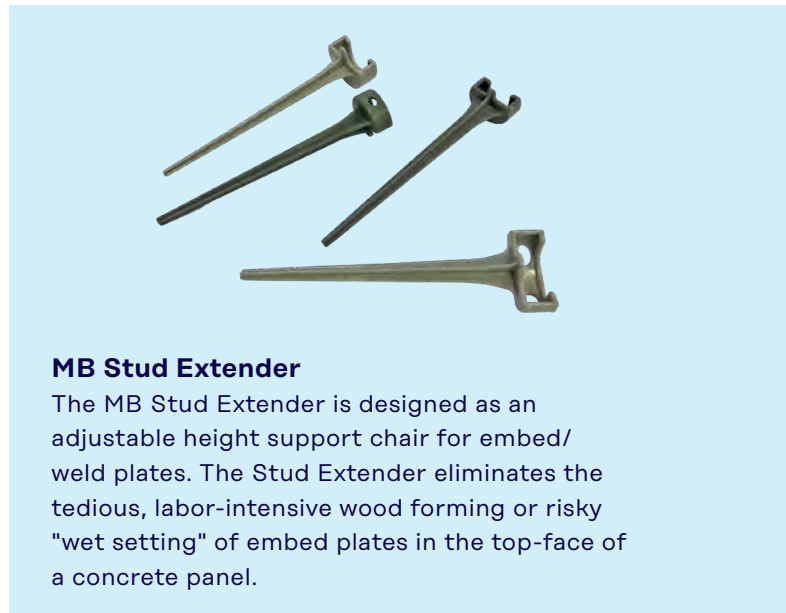 MB Stud Extender
The MB Stud Extender is designed as an
adjustable height support chair for embed/
weld plates. The Stud Extender eliminates the
tedious, labor-intensive wood forming or risky
"wet setting" of embed plates in the top-face of
a concrete panel.